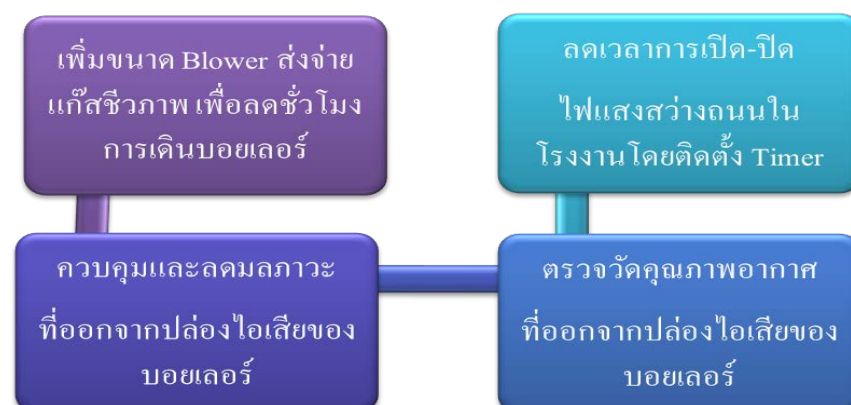 เพิ่มขนาด Blower ส่งจ่าย
แก๊สชีวภาพ เพื่อลดชั่วโมง
การเดินบอยเลอร์
ควบคุมและลดมลภาวะ
ที่ออกจากปล่องไอเสียของ
บอยเลอร์
ตรวจวัดคุณภาพอากาศ
ที่ออกจากปล่องไอเสียของ
บอยเลอร์
ลดเวลาการเปิด-ปิด
ไฟแสงสว่างถนนใน
โรงงานโดยติดตั้ง Timer